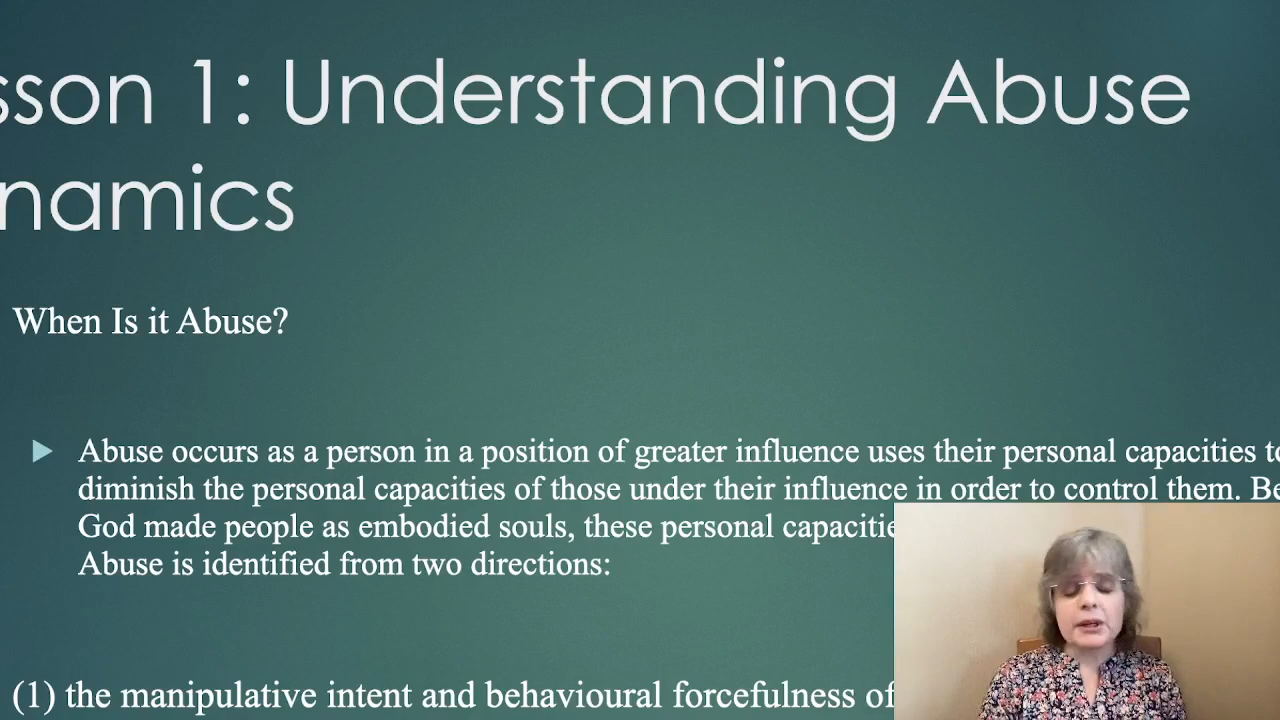 sson 1: Understanding Abuse
namics
When Is it Abuse?
Abuse occurs as a person in a position of greater influence uses their personal capacities to
diminish the personal capacities of those under their influence in order to control them. Be
God made people as embodied souls, these personal capacitie
Abuse is identified from two directions:
(1) the manipulative intent and behavioural forcefulness of